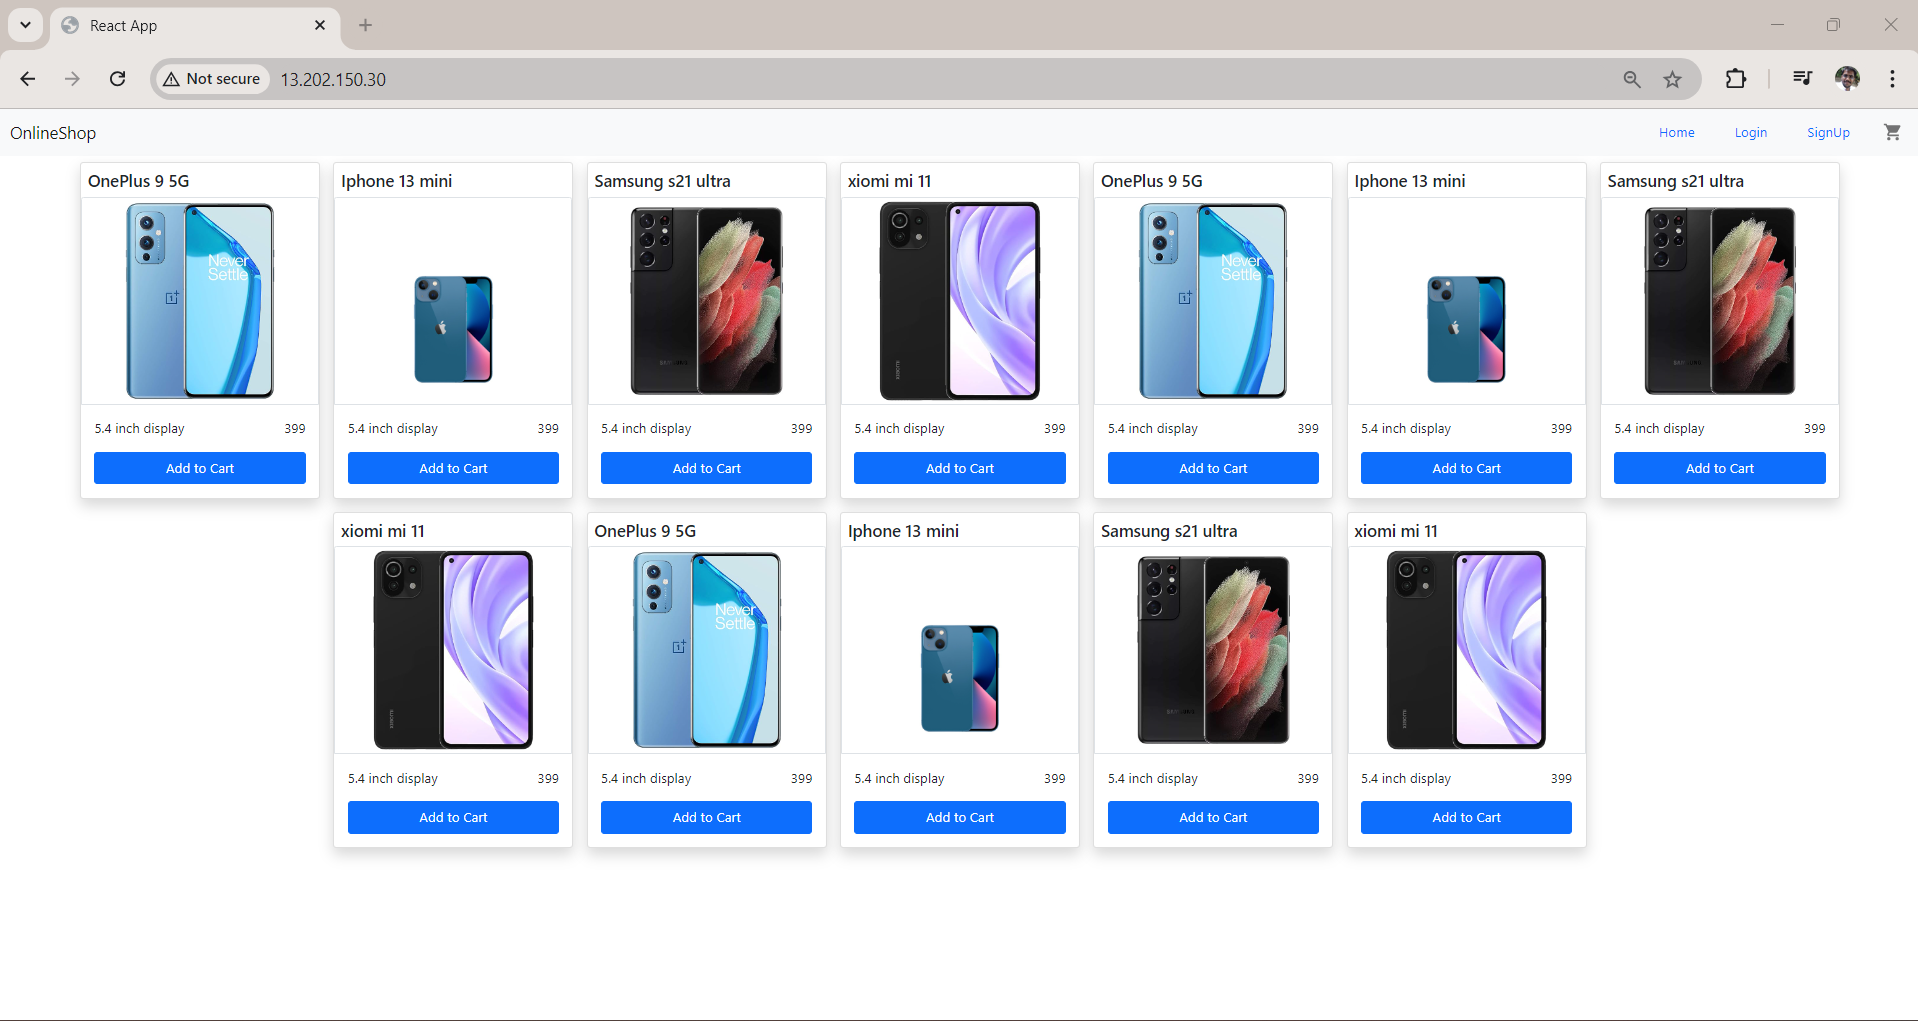 React App
Not secure 13.202.150.30
OnlineShop Home Login SignUp
OnePlus 9 5G Iphone 13 mini Samsung s21 ultra xiomi mi 11 OnePlus 9 5G Iphone 13 mini Samsung s21 ultra
Never Never
Settle Settle
SAMSUNG XIAOMI SAMSUNG
5.4 inch display 399 5.4 inch display 399 5.4 inch display 399 5.4 inch display 399 5.4 inch display 399 5.4 inch display 399 5.4 inch display 399
Add to Cart Add to Cart Add to Cart Add to Cart Add to Cart Add to Cart Add to Cart
xiomi mi 11 OnePlus 9 5G Iphone 13 mini Samsung s21 ultra xiomi mi 11
Never
Settle
XIAOMI SAMSUNG XIAOMI
5.4 inch display 399 5.4 inch display 399 5.4 inch display 399 5.4 inch display 399 5.4 inch display 399
Add to Cart Add to Cart Add to Cart Add to Cart Add to Cart